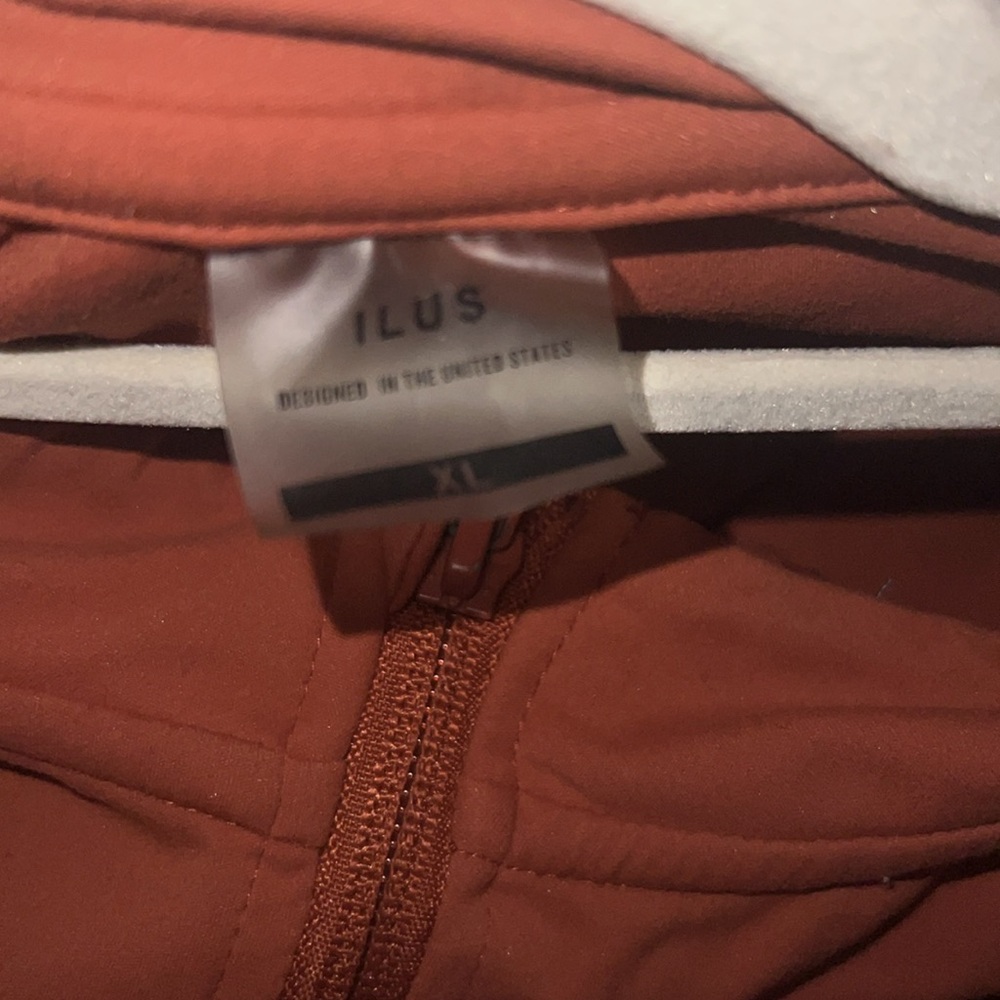 ILUS
DESIGNED IN THE UNITED STATES
XL